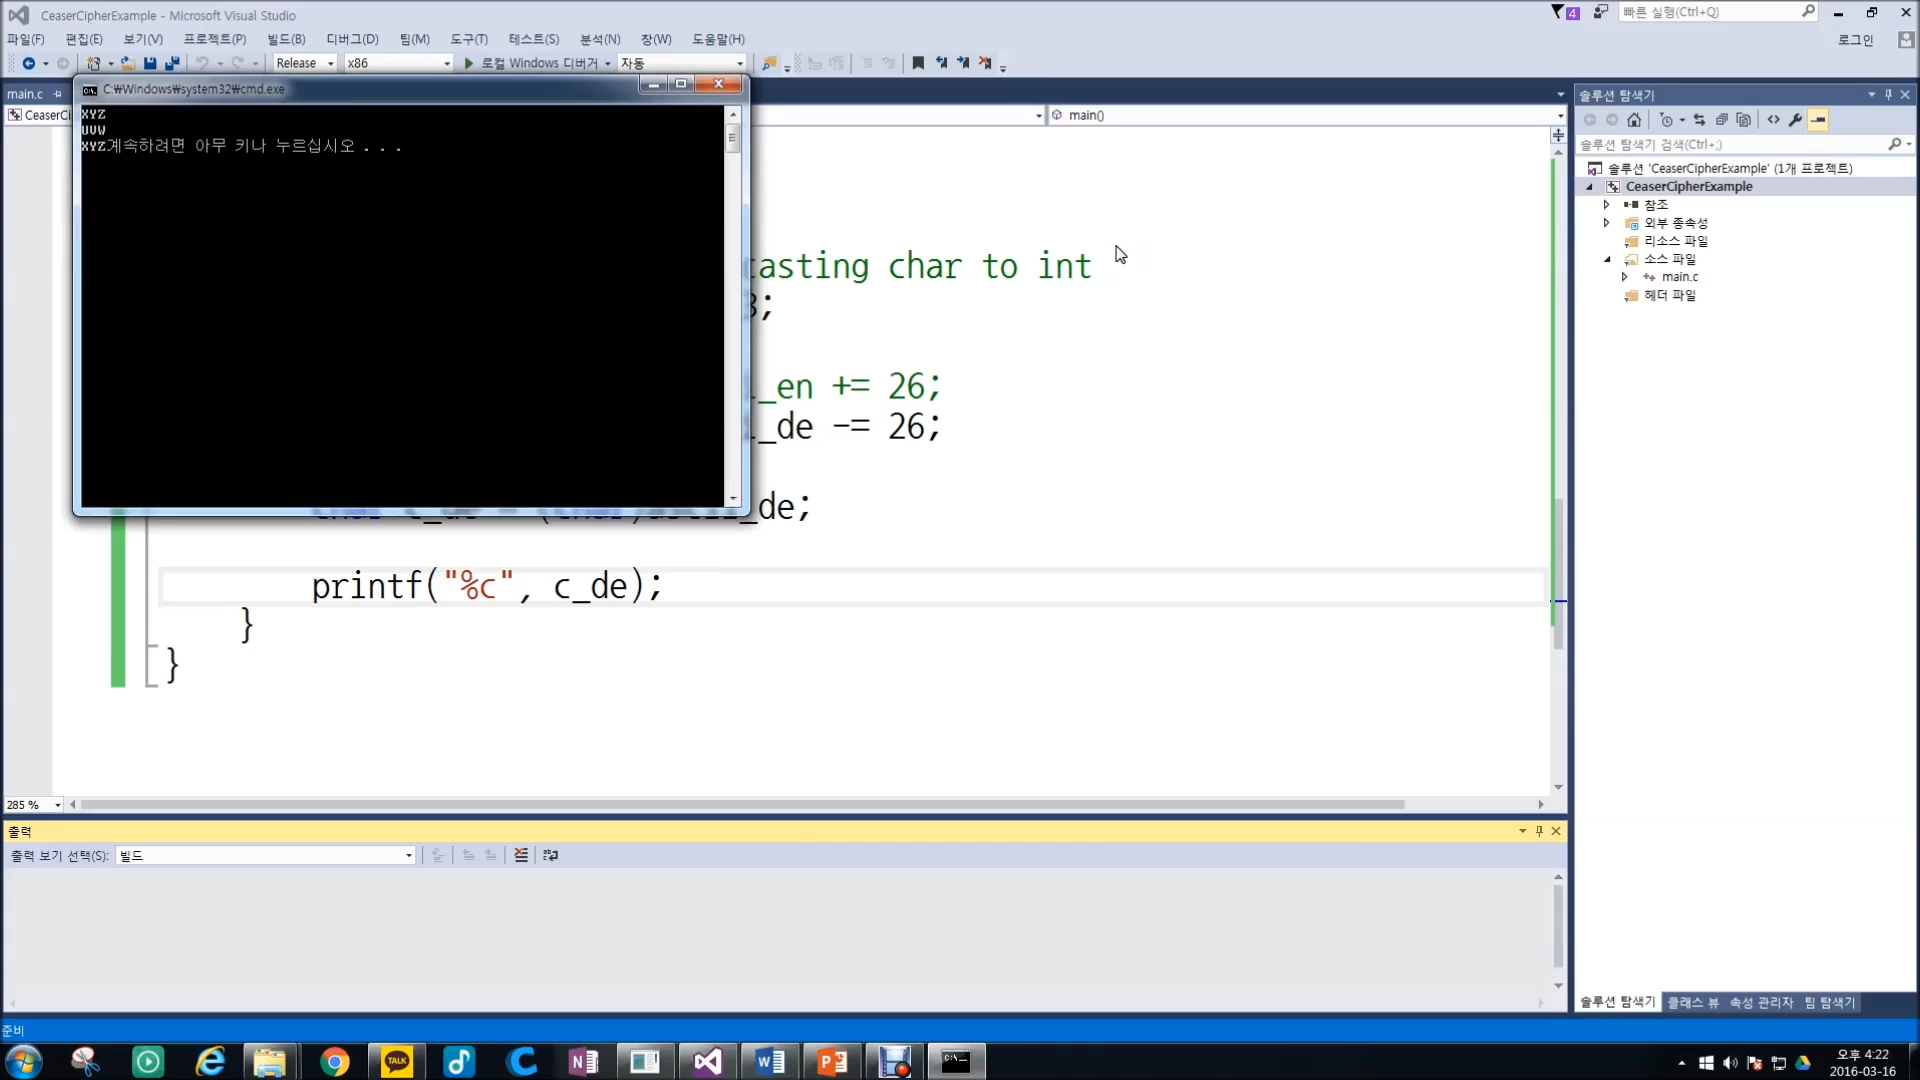 CeaserCipherExample - Microsoft Visual Studio
4
빠른 실행(Ctrl+Q)
파일(F) 편집(E) 보기(V) 프로젝트(P) 빌드(B) 디버그(D) 팀(M) 도구(T) 테스트(S) 분석(N) 창(W) 도움말(H)
로그인
Release x86 로컬 Windows 디버거 자동
main.c
C:₩Windows₩system32₩cmd.exe
CeaserCi
main()
XYZ
UVW
XYZ계속하려면 아무 키나 누르십시오 . . .
casting char to int
;
_en += 26;
_de -= 26;
_de;
printf("%c", c_de);
}
}
285 %
출력
출력 보기 선택(S): 빌드
솔루션 탐색기
솔루션 탐색기 검색(Ctrl+;)
솔루션 'CeaserCipherExample' (1개 프로젝트)
CeaserCipherExample
참조
외부 종속성
리소스 파일
소스 파일
main.c
헤더 파일
솔루션 탐색기 클래스 뷰 속성 관리자 팀 탐색기
준비
TALK
오후 4:22
2016-03-16